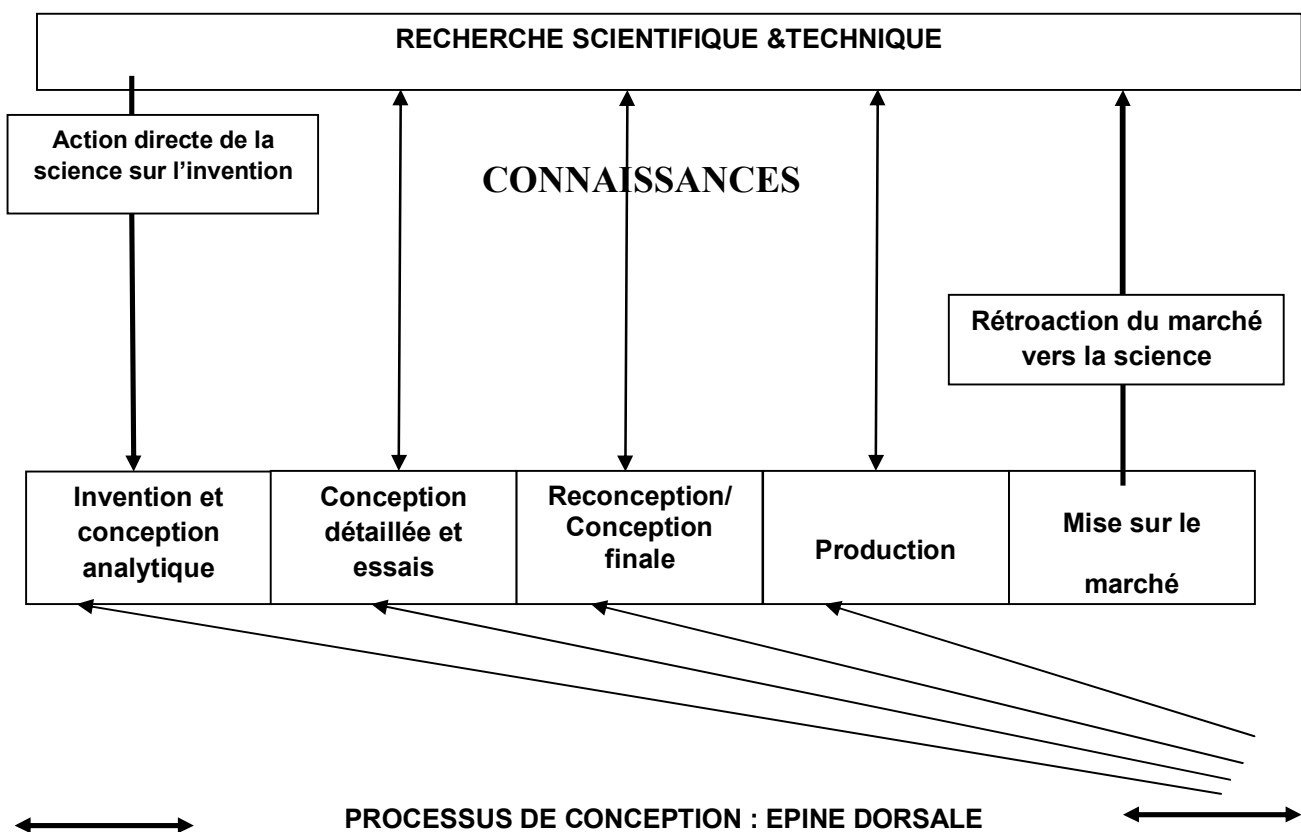 RECHERCHE SCIENTIFIQUE &TECHNIQUE
Action directe de la
science sur l'invention
CONNAISSANCES
Rétroaction du marché
vers la science
Invention et
conception
analytique
Conception
détaillée et
essais
Reconception/
Conception
finale
Production
Mise sur le
marché
PROCESSUS DE CONCEPTION : EPINE DORSALE